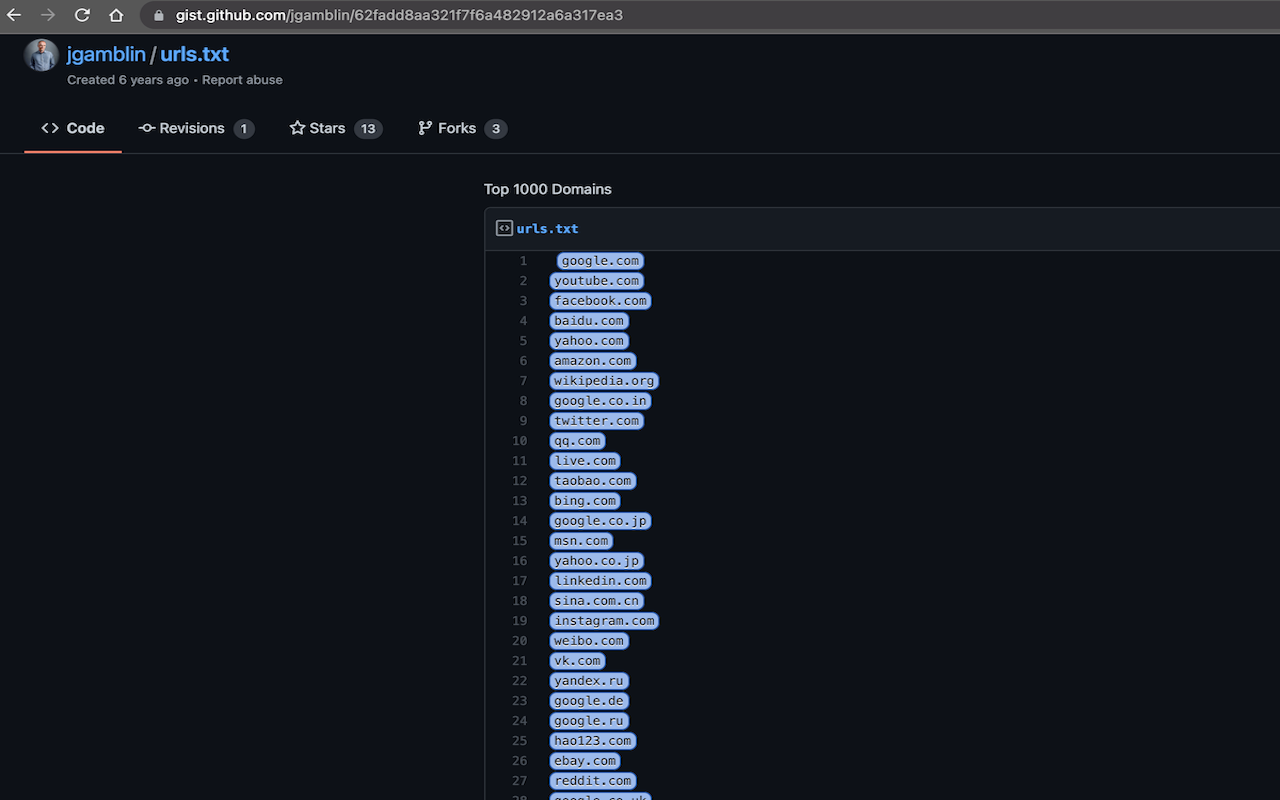 gist.github.com/jgamblin/62fadd8aa321f7f6a482912a6a317ea3
jgamblin / urls.txt
Created 6 years ago • Report abuse
<> Code Revisions 1 Stars 13 Forks 3
Top 1000 Domains
urls.txt
1 google.com
2 youtube.com
3 facebook.com
4 baidu.com
5 yahoo.com
6 amazon.com
7 wikipedia.org
8 google.co.in
9 twitter.com
10 qq.com
11 live.com
12 taobao.com
13 bing.com
14 google.co.jp
15 msn.com
16 yahoo.co.jp
17 linkedin.com
18 sina.com.cn
19 instagram.com
20 weibo.com
21 vk.com
22 yandex.ru
23 google.de
24 google.ru
25 hao123.com
26 ebay.com
27 reddit.com
28 google.co.uk